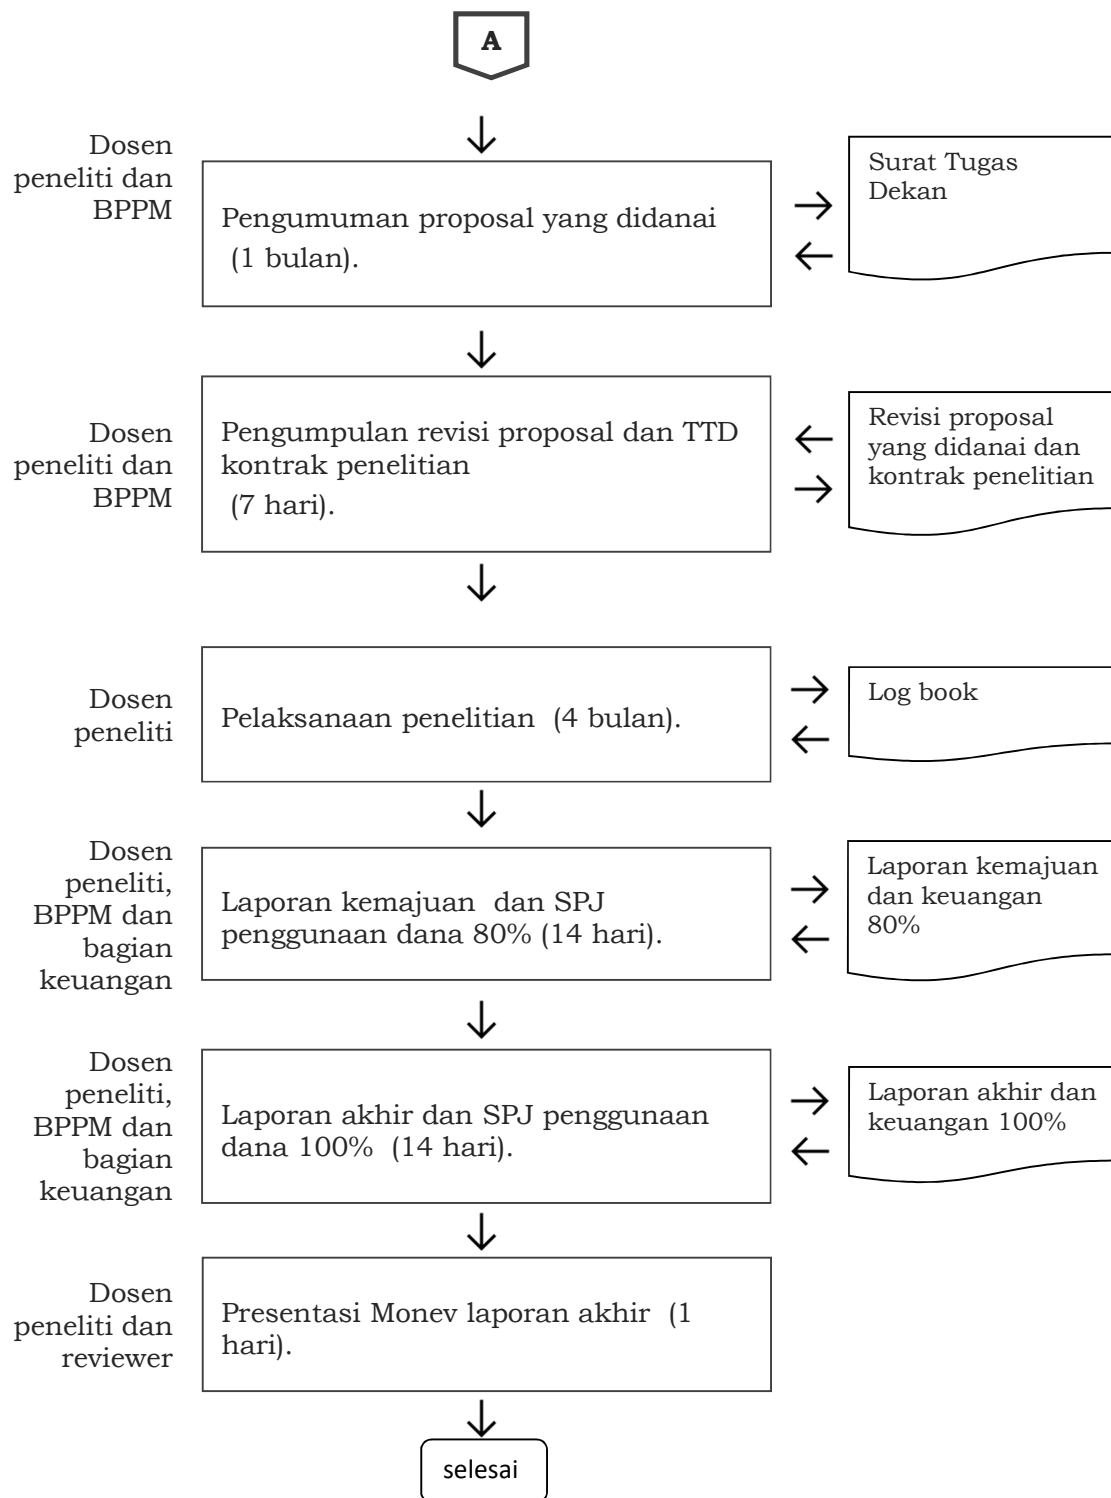 A
Dosen
peneliti dan
BPPM
Pengumuman proposal yang didanai
(1 bulan).
Surat Tugas
Dekan
Dosen
peneliti dan
BPPM
Pengumpulan revisi proposal dan TTD
kontrak penelitian
(7 hari).
Revisi proposal
yang didanai dan
kontrak penelitian
Dosen
peneliti
Pelaksanaan penelitian (4 bulan).
Log book
Dosen
peneliti,
BPPM dan
bagian
keuangan
Laporan kemajuan dan SPJ
penggunaan dana 80% (14 hari).
Laporan kemajuan
dan keuangan
80%
Dosen
peneliti,
BPPM dan
bagian
keuangan
Laporan akhir dan SPJ penggunaan
dana 100% (14 hari).
Laporan akhir dan
keuangan 100%
Dosen
peneliti dan
reviewer
Presentasi Monev laporan akhir (1
hari).
selesai